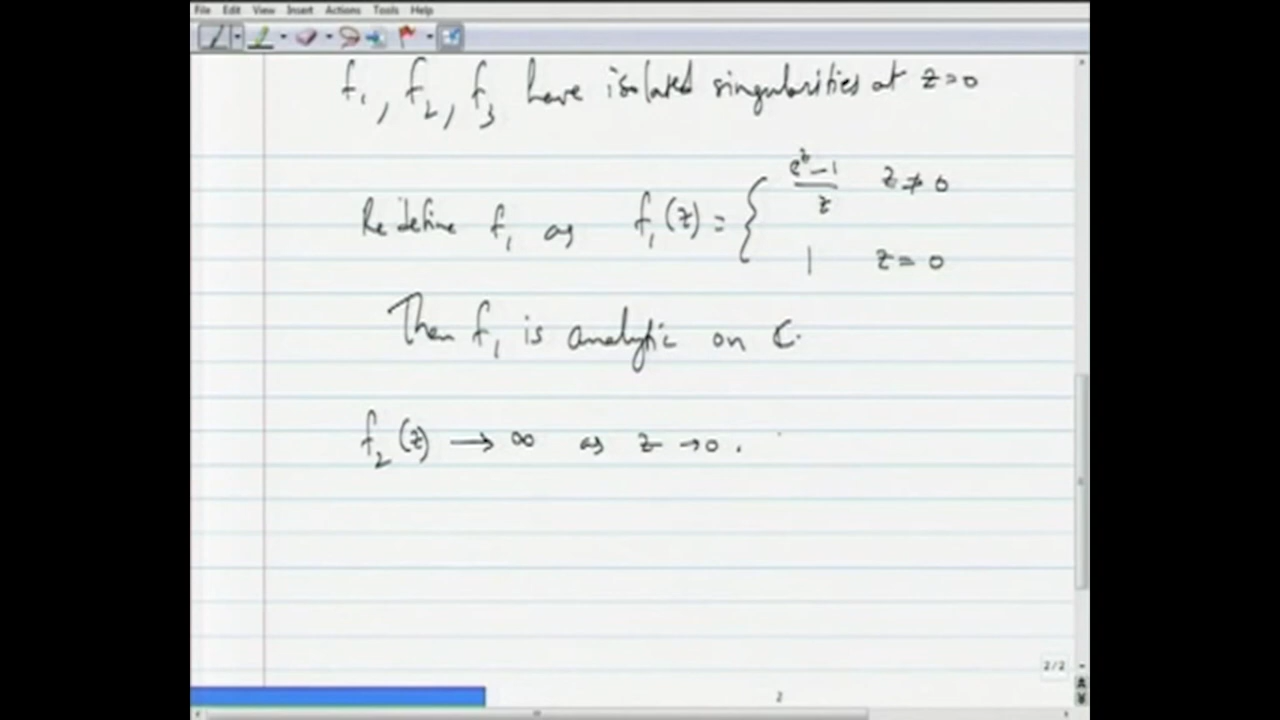 File Edit View Insert Actions Tools Help
f₁, f₂, f₃ have isolated singularities at z=0
Redefine f₁ as f₁(z) = { (e^z − 1)/z z ≠ 0
1 z = 0
Then f₁ is analytic on ℂ.
f₂(z) → ∞ as z → 0.
2/2
2